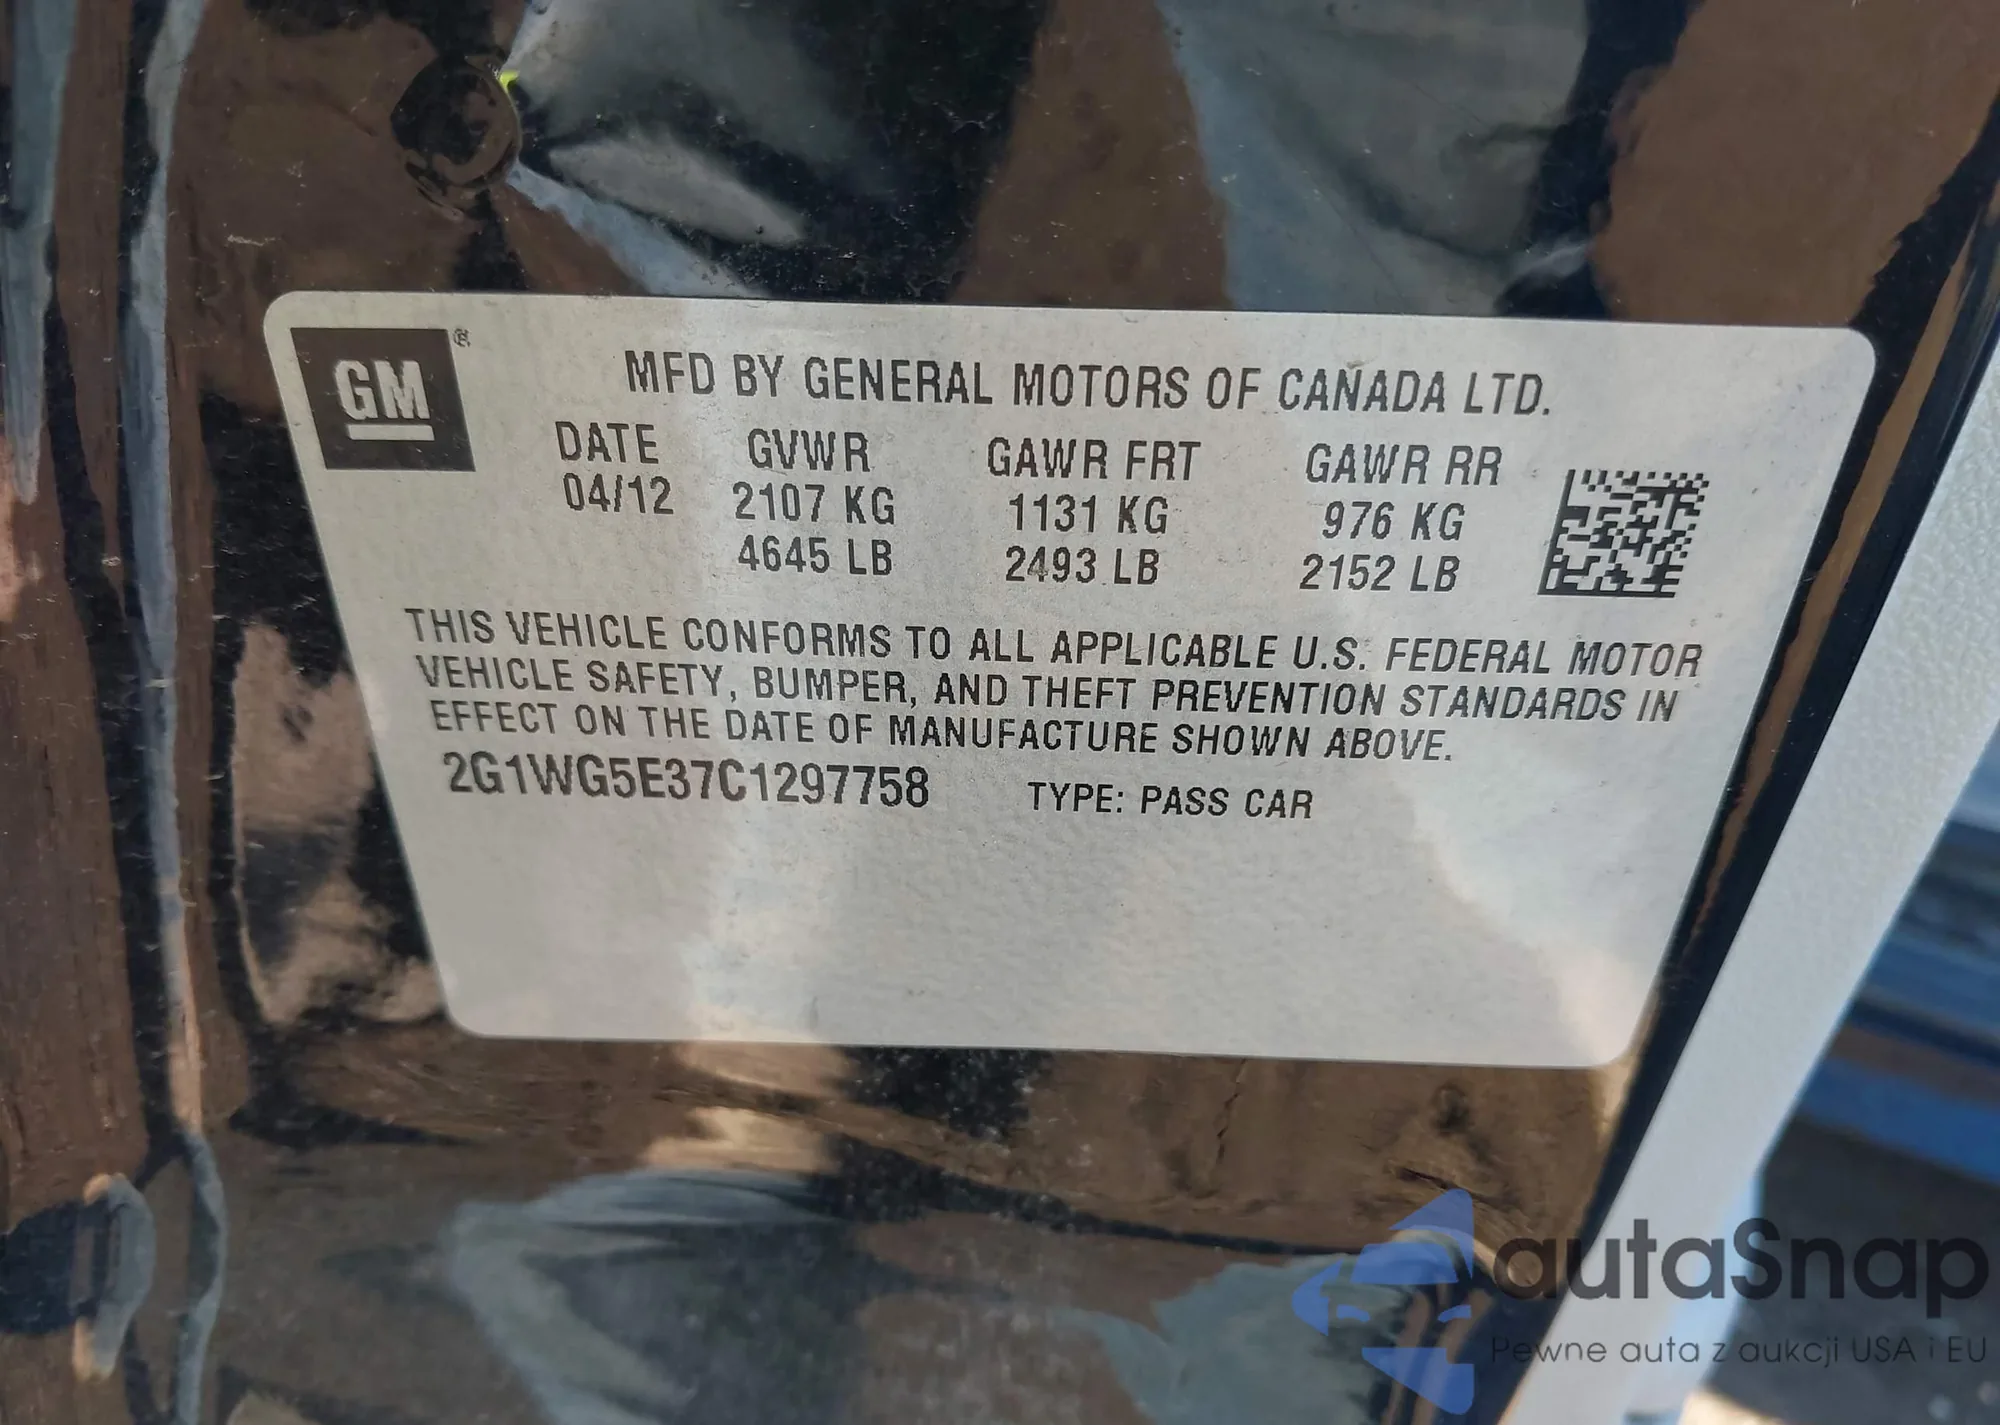 GM ®
MFD BY GENERAL MOTORS OF CANADA LTD.
DATE GVWR GAWR FRT GAWR RR
04/12 2107 KG 1131 KG 976 KG
4645 LB 2493 LB 2152 LB
THIS VEHICLE CONFORMS TO ALL APPLICABLE U.S. FEDERAL MOTOR
VEHICLE SAFETY, BUMPER, AND THEFT PREVENTION STANDARDS IN
EFFECT ON THE DATE OF MANUFACTURE SHOWN ABOVE.
2G1WG5E37C1297758 TYPE: PASS CAR
autaSnap
Pewne auta z aukcji USA i EU